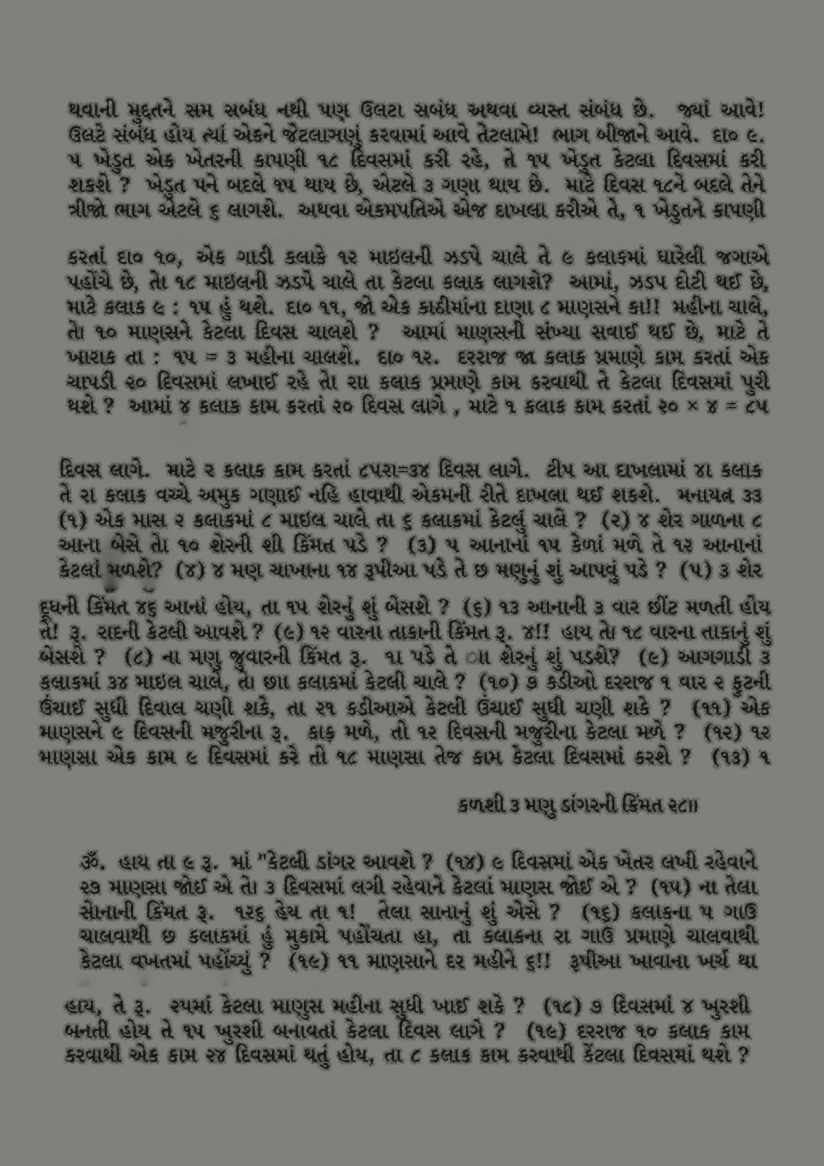 થવાની મુદ્દતને સમ સબંધ નથી પણ ઉલટા સબંધ અથવા વ્યસ્ત સંબંધ છે. જ્યાં આવે!
ઉલટે સંબંધ હોય ત્યાં એકને જેટલાગણું કરવામાં આવે તેટલામે! ભાગ બીજાને આવે. દા૦ ૯.
૫ ખેડુત એક ખેતરની કાપણી ૧૮ દિવસમાં કરી રહે, તે ૧૫ ખેડુત કેટલા દિવસમાં કરી
શકશે ? ખેડુત ૫ને બદલે ૧૫ થાય છે, એટલે ૩ ગણા થાય છે. માટે દિવસ ૧૮ને બદલે તેને
ત્રીજો ભાગ એટલે ૬ લાગશે. અથવા એકમપતિએ એજ દાખલા કરીએ તે, ૧ ખેડુતને કાપણી
કરતાં દા૦ ૧૦, એક ગાડી કલાકે ૧૨ માઇલની ઝડપે ચાલે તે ૯ કલાકમાં ધારેલી જગાએ
પહોંચે છે, તેા ૧૮ માઇલની ઝડપે ચાલે તા કેટલા કલાક લાગશે? આમાં, ઝડપ દોટી થઈ છે,
માટે કલાક ૯ : ૧૫ હું થશે. દા૦ ૧૧, જો એક કાઠીમાંના દાણા ૮ માણસને કા!! મહીના ચાલે,
તેા ૧૦ માણસને કેટલા દિવસ ચાલશે ? આમાં માણસની સંખ્યા સવાઈ થઈ છે, માટે તે
ખારાક તા : ૧૫ = ૩ મહીના ચાલશે. દા૦ ૧૨. દરરાજ જા કલાક પ્રમાણે કામ કરતાં એક
ચાપડી ૨૦ દિવસમાં લખાઈ રહે તેા રાા કલાક પ્રમાણે કામ કરવાથી તે કેટલા દિવસમાં પુરી
થશે ? આમાં ૪ કલાક કામ કરતાં ૨૦ દિવસ લાગે , માટે ૧ કલાક કામ કરતાં ૨૦ × ૪ = ૮૫
દિવસ લાગે. માટે ૨ કલાક કામ કરતાં ૮૫રા=૩૪ દિવસ લાગે. ટીપ આ દાખલામાં ૪ા કલાક
તે રા કલાક વચ્ચે અમુક ગણાઈ નહિ હાવાથી એકમની રીતે દાખલા થઈ શકશે. મનાયત્ન ૩૩
(૧) એક માસ ૨ કલાકમાં ૮ માઇલ ચાલે તા ૬ કલાકમાં કેટલું ચાલે ? (૨) ૪ શેર ગાળના ૮
આના બેસે તેા ૧૦ શેરની શી કિંમત પડે ? (૩) ૫ આનાનાં ૧૫ કેળાં મળે તે ૧૨ આનાનાં
કેટલાં મળશે? (૪) ૪ મણ ચાખાના ૧૪ રૂપીઆ પડે તે છ મણુનું શું આપવું પડે ? (૫) ૩ શેર
દૂધની કિંમત ૪૬ આનાં હોય, તા ૧૫ શેરનું શું બેસશે ? (૬) ૧૩ આનાની ૩ વાર છીંટ મળતી હોય
તે! રૂ. રાદની કેટલી આવશે ? (૯) ૧૨ વારના તાકાની કિંમત રૂ. ૪!! હાય તેા ૧૮ વારના તાકાનું શું
બેસશે ? (૮) ના મણુ જુવારની કિંમત રૂ. ૧ા પડે તે ાાા શેરનું શું પડશે? (૯) આગગાડી ૩
કલાકમાં ૩૪ માઇલ ચાલે, તેા છાા કલાકમાં કેટલી ચાલે ? (૧૦) ૭ કડીઓ દરરાજ ૧ વાર ૨ ફુટની
ઉંચાઈ સુધી દિવાલ ચણી શકે, તા ૨૧ કડીઆએ કેટલી ઉંચાઈ સુધી ચણી શકે ? (૧૧) એક
માણસને ૯ દિવસની મજુરીના રૂ. કાક મળે, તો ૧૨ દિવસની મજુરીના કેટલા મળે ? (૧૨) ૧૨
માણસા એક કામ ૯ દિવસમાં કરે તી ૧૮ માણસા તેજ કામ કેટલા દિવસમાં કરશે ? (૧૩) ૧
કળશી ૩ મણુ ડાંગરની કિંમત ૨૮ાા
ૐ. હાય તા ૯ રૂ. માં "કેટલી ડાંગર આવશે ? (૧૪) ૯ દિવસમાં એક ખેતર લખી રહેવાને
૨૭ માણસા જોઈ એ તેા ૩ દિવસમાં લગી રહેવાને કેટલાં માણસ જોઈ એ ? (૧૫) ના તેલા
સેાનાની કિંમત રૂ. ૧૨૬ હેય તા ૧! તેલા સાનાનું શું એસે ? (૧૬) કલાકના ૫ ગાઉ
ચાલવાથી છ કલાકમાં હું મુકામે પહોંચતા હા, તા કલાકના રા ગાઉ પ્રમાણે ચાલવાથી
કેટલા વખતમાં પહોંચ્યું ? (૧૯) ૧૧ માણસાને દર મહીને ૬!! રૂપીઆ ખાવાના ખર્ચ થા
હાય, તે રૂ. ૨૫માં કેટલા માણુસ મહીના સુધી ખાઈ શકે ? (૧૮) ૭ દિવસમાં ૪ ખુરશી
બનતી હોય તે ૧૫ ખુરશી બનાવતાં કેટલા દિવસ લાગે ? (૧૯) દરરાજ ૧૦ કલાક કામ
કરવાથી એક કામ ૨૪ દિવસમાં થતું હોય, તા ૮ કલાક કામ કરવાથી કેંટલા દિવસમાં થશે ?